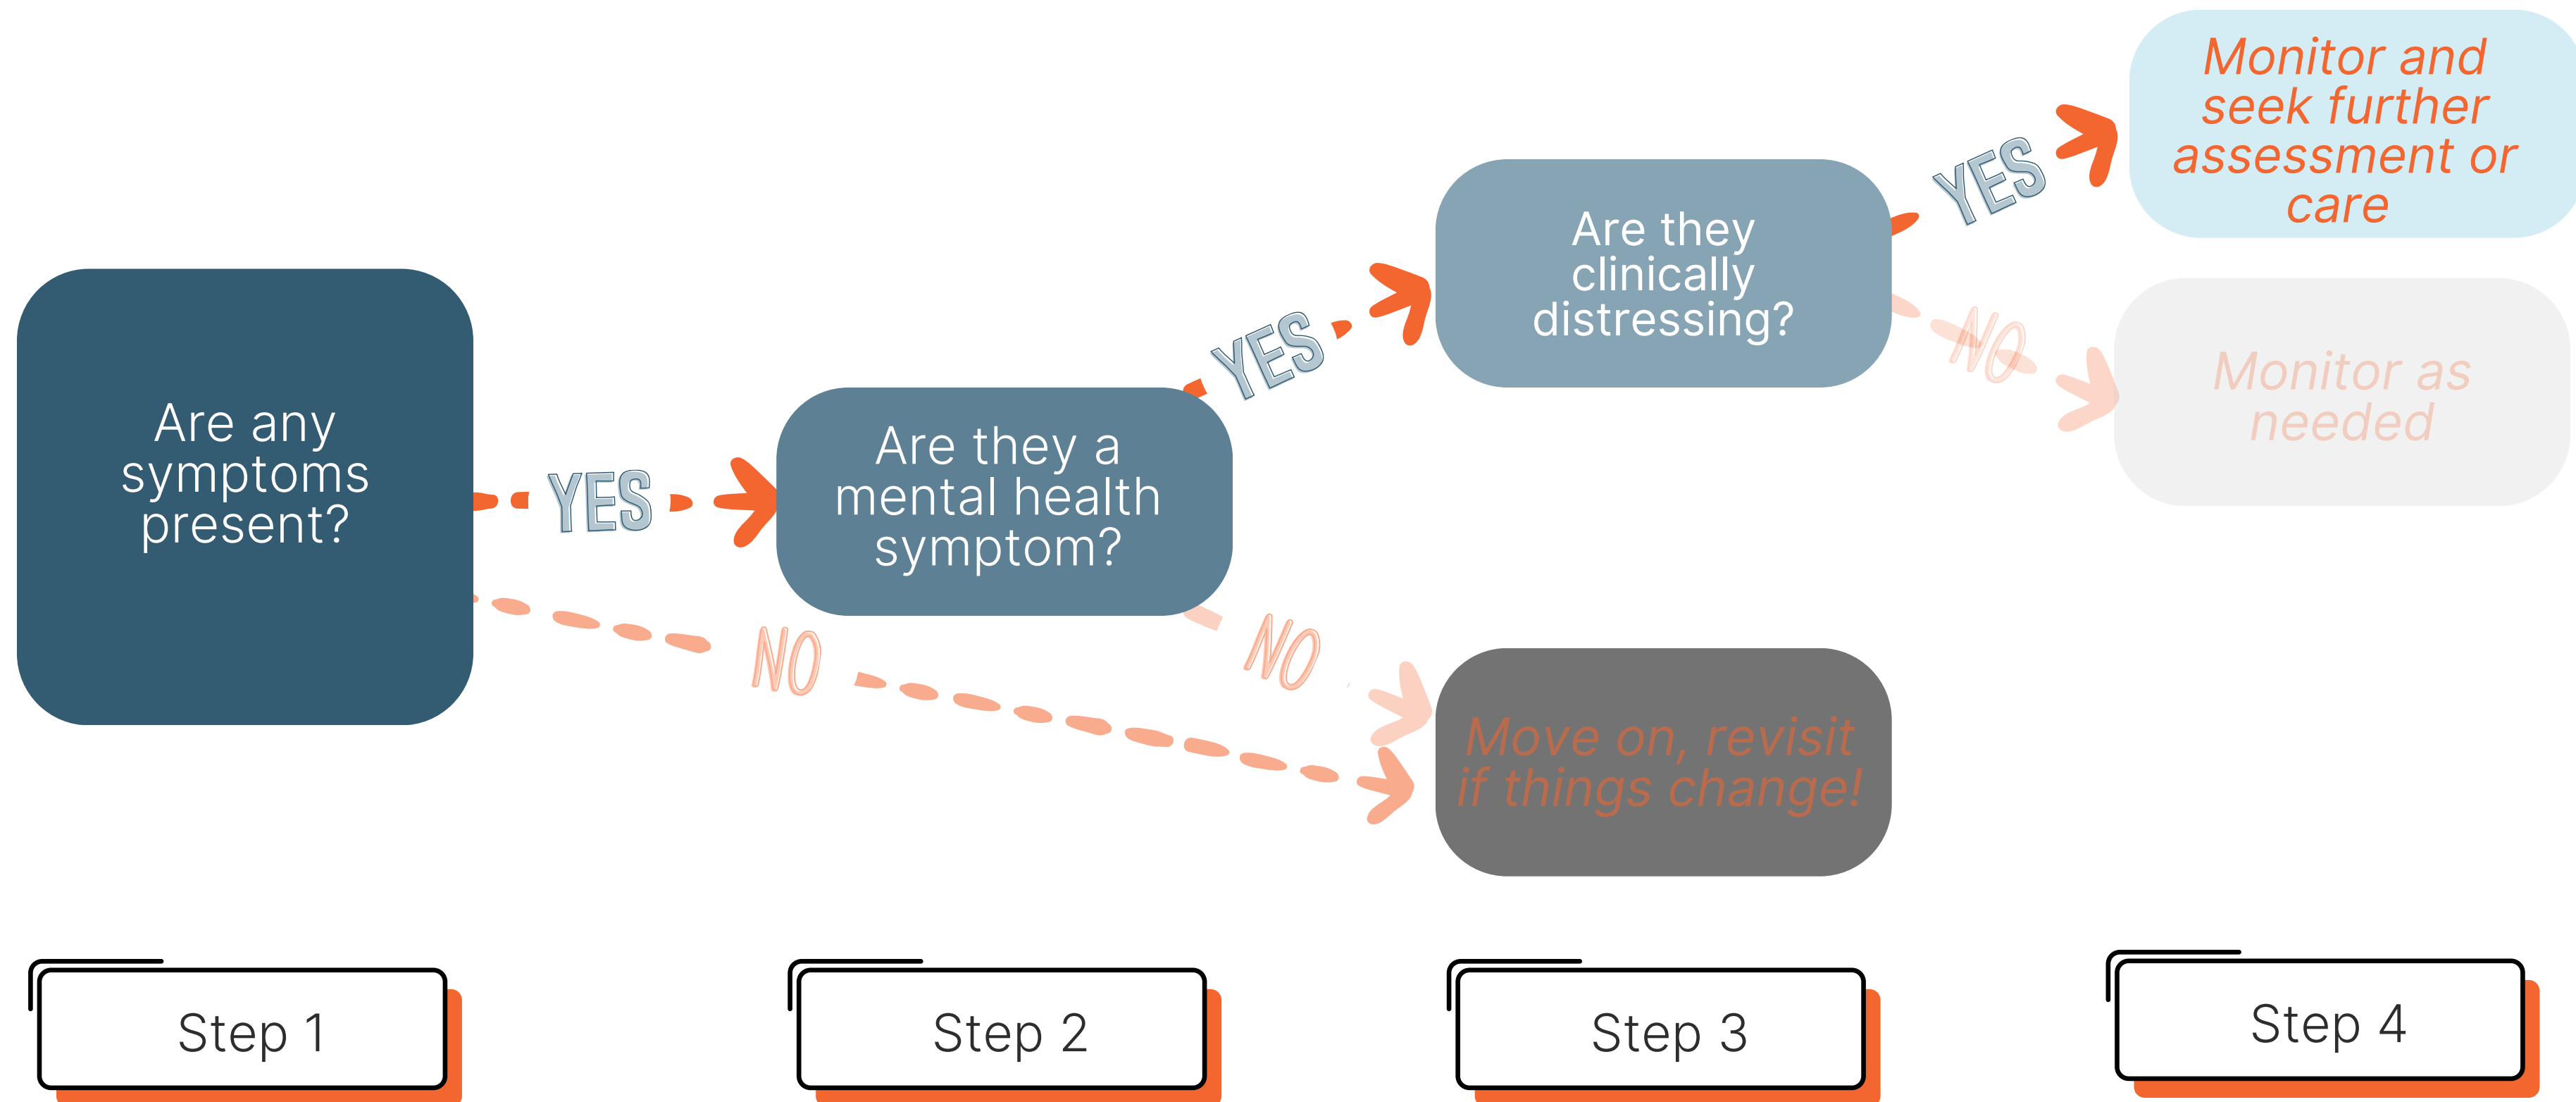 Monitor and
seek further
assessment or
care
YES
Are they
clinically
distressing?
NO
Monitor as
needed
YES
Are any
symptoms
present?
YES
Are they a
mental health
symptom?
NO
NO
Move on, revisit
if things change!
Step 1
Step 2
Step 3
Step 4